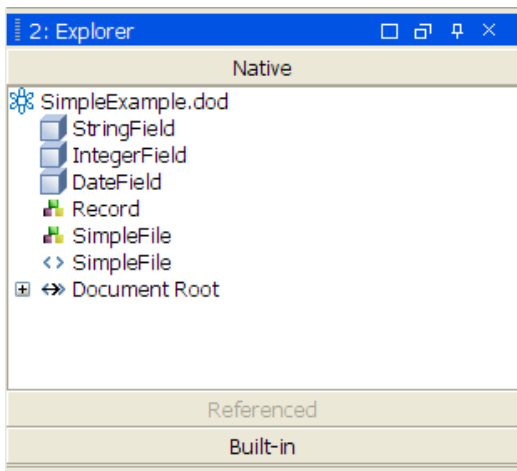 2: Explorer
Native
SimpleExample.dod
StringField
IntegerField
DateField
Record
SimpleFile
SimpleFile
Document Root
Referenced
Built-in